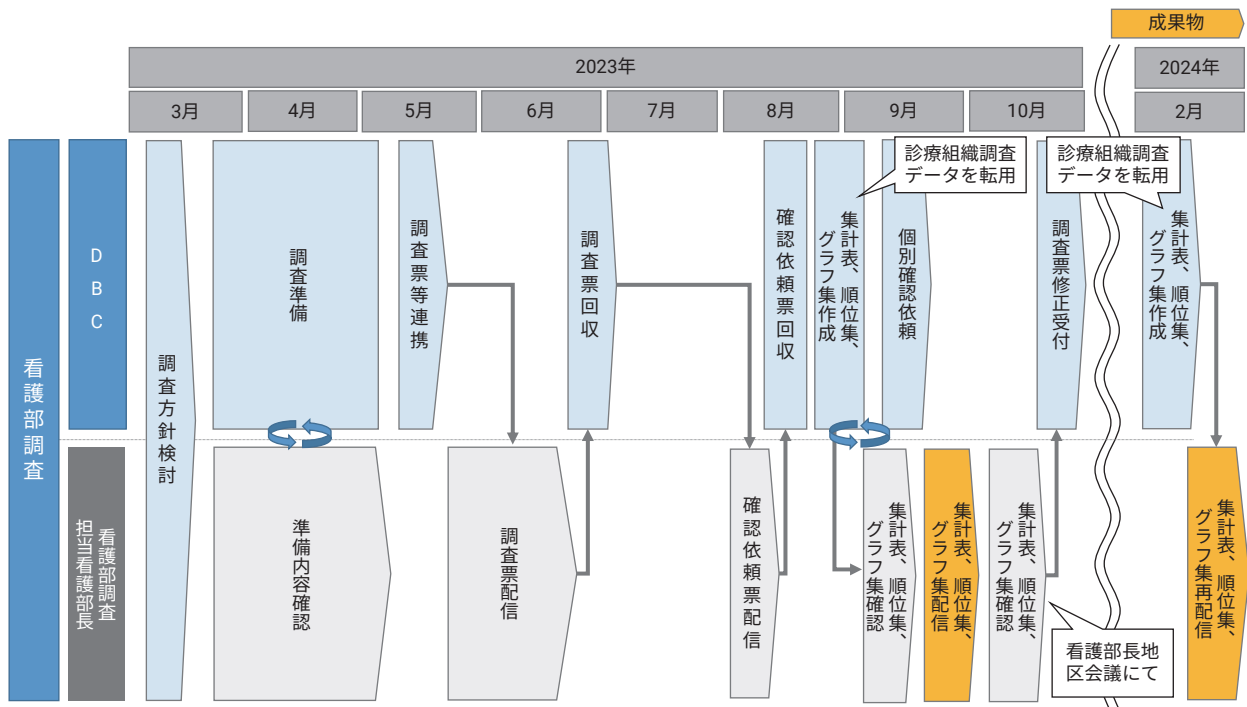 成果物
2023年
2024年
3月
4月
5月
6月
7月
8月
9月
10月
2月
看護部調査
DBC
調査方針検討
調査準備
調査票等連携
調査票回収
確認依頼票回収
集計表、順位集、
グラフ集作成
診療組織調査
データを転用
個別確認依頼
調査票修正受付
診療組織調査
データを転用
集計表、順位集、
グラフ集作成
看護部調査
担当看護部長
準備内容確認
調査票配信
確認依頼票配信
集計表、順位集、
グラフ集確認
集計表、順位集、
グラフ集配信
集計表、順位集、
グラフ集確認
看護部長地
区会議にて
集計表、順位集、
グラフ集再配信